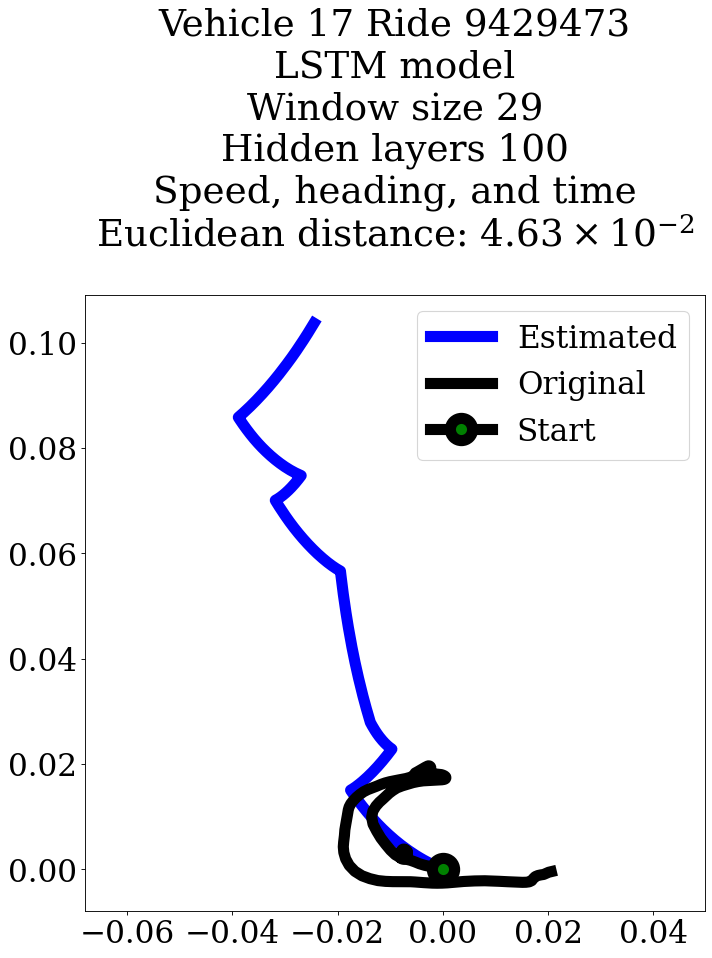 Vehicle 17 Ride 9429473
LSTM model
Window size 29
Hidden layers 100
Speed, heading, and time
Euclidean distance: 4.63 × 10⁻²
Estimated
Original
Start
0.10
0.08
0.06
0.04
0.02
0.00
−0.06 −0.04 −0.02 0.00 0.02 0.04